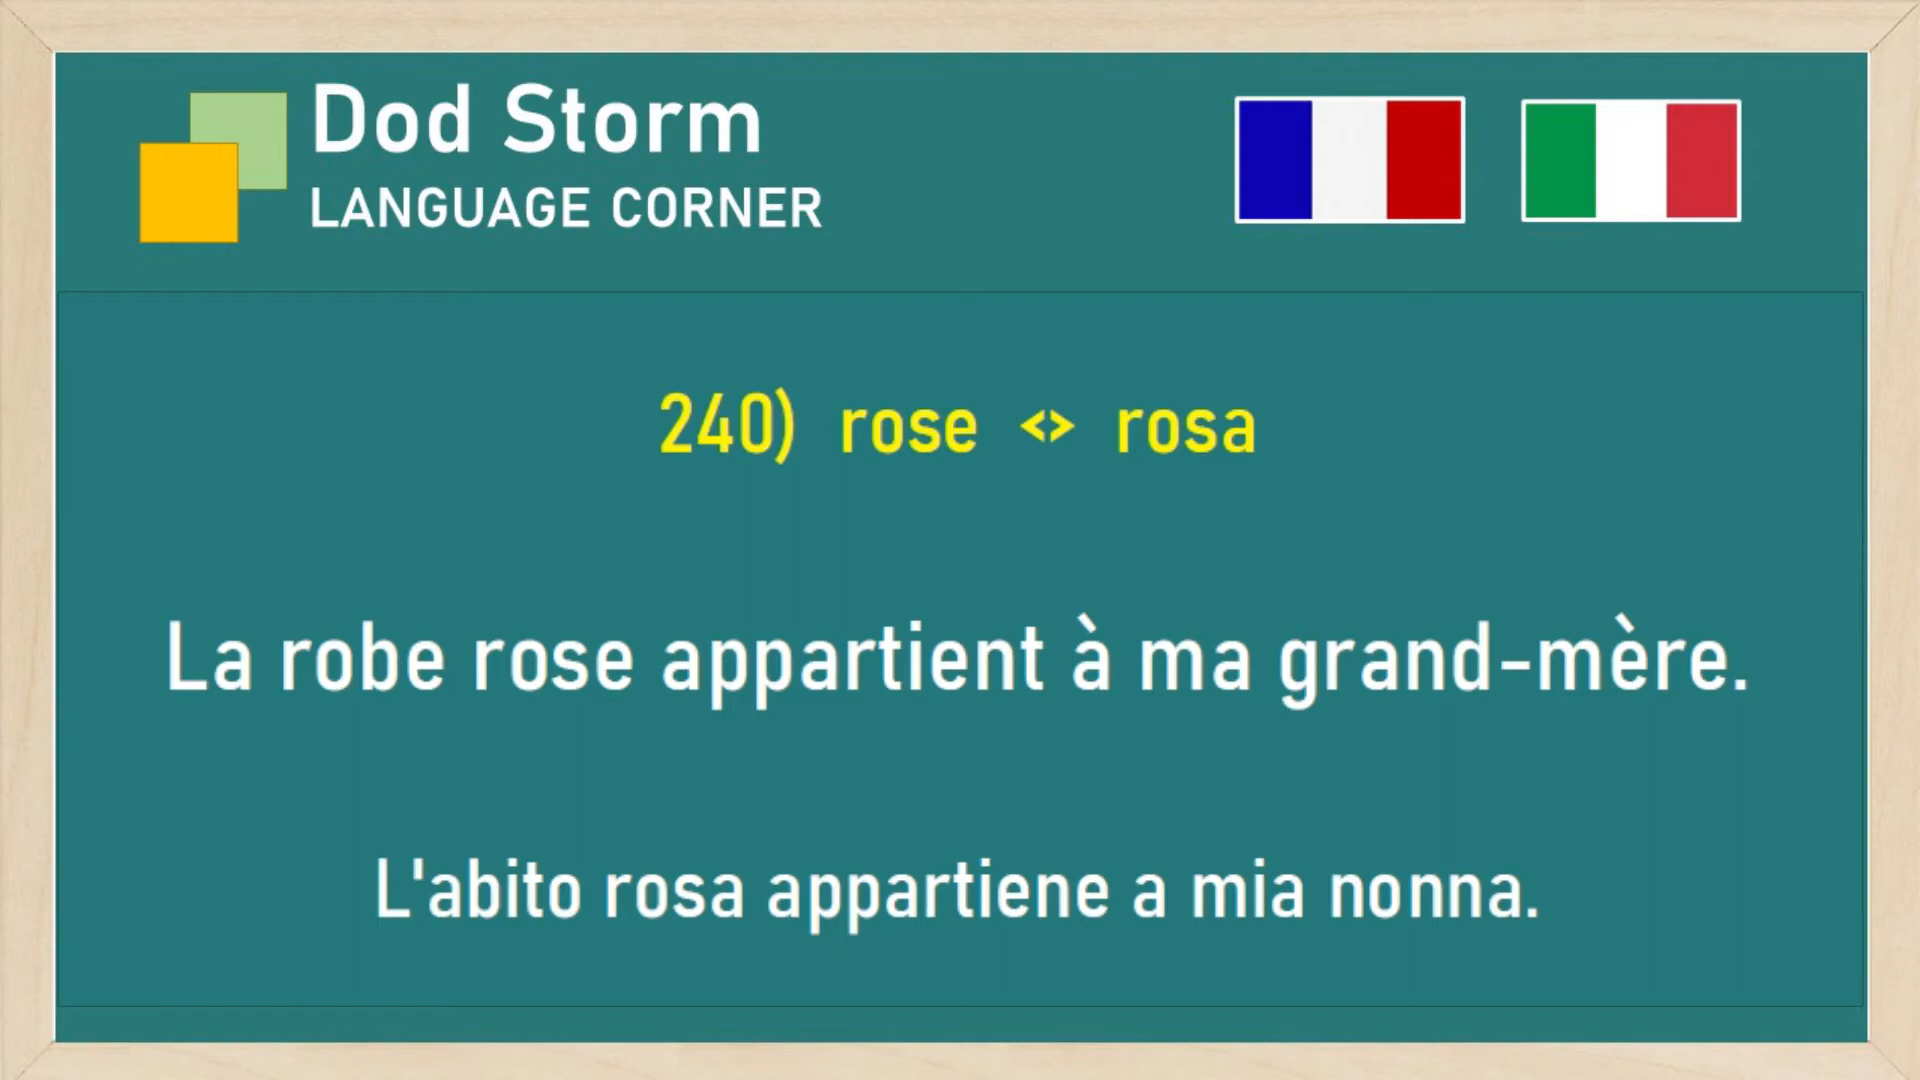 Dod Storm
LANGUAGE CORNER
240) rose <> rosa
La robe rose appartient à ma grand-mère.
L'abito rosa appartiene a mia nonna.